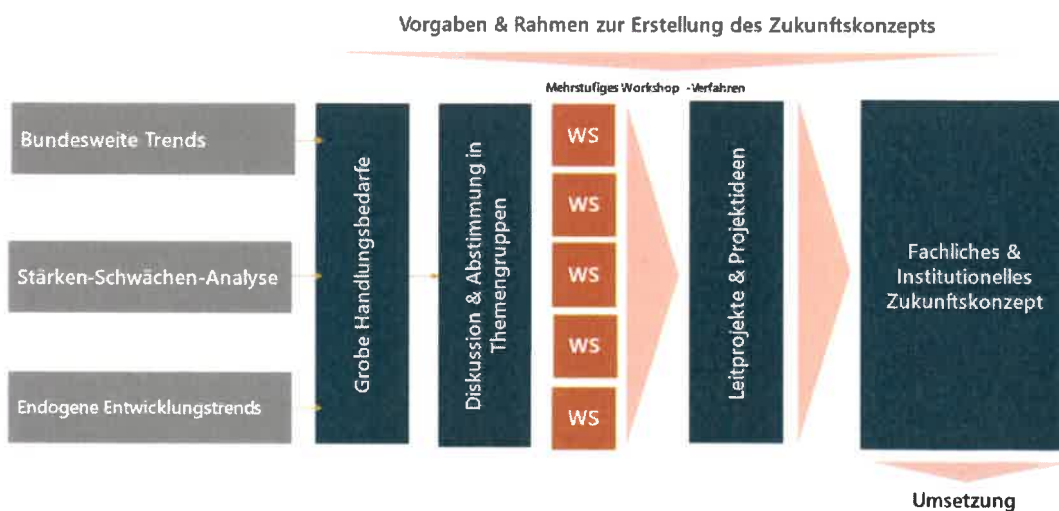 Vorgaben & Rahmen zur Erstellung des Zukunftskonzepts
Mehrstufiges Workshop -Verfahren
Bundesweite Trends
Stärken-Schwächen-Analyse
Endogene Entwicklungstrends
Grobe Handlungsbedarfe
Diskussion & Abstimmung in
Themengruppen
WS
WS
WS
WS
WS
Leitprojekte & Projektideen
Fachliches &
Institutionelles
Zukunftskonzept
Umsetzung